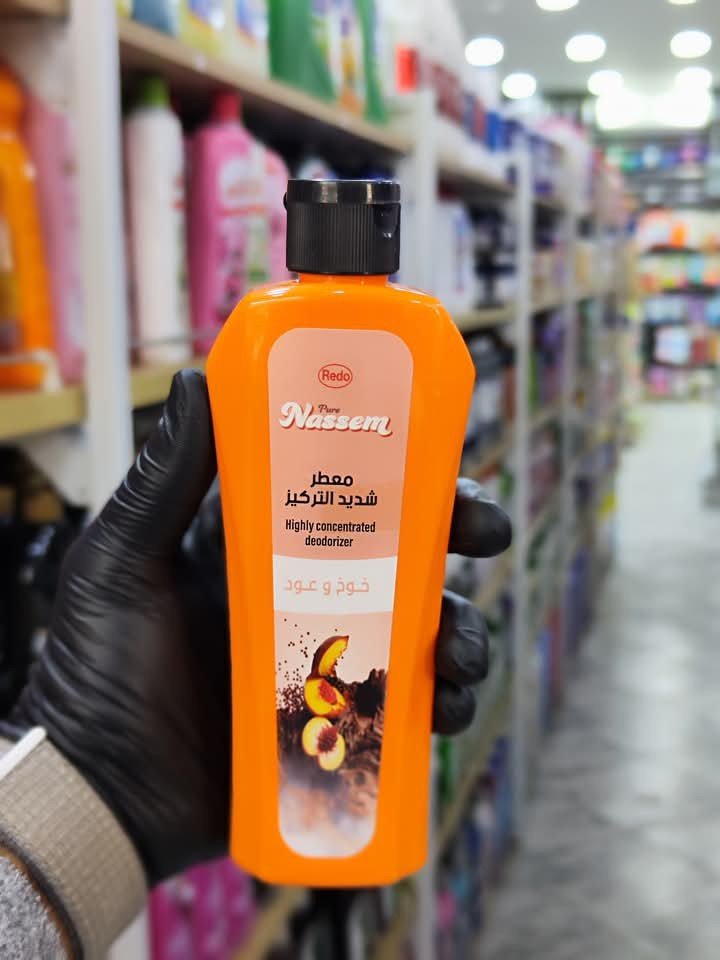 Redo
Pure
Nassem
معطر
شديد التركيز
Highly concentrated
deodorizer
خوخ و عود